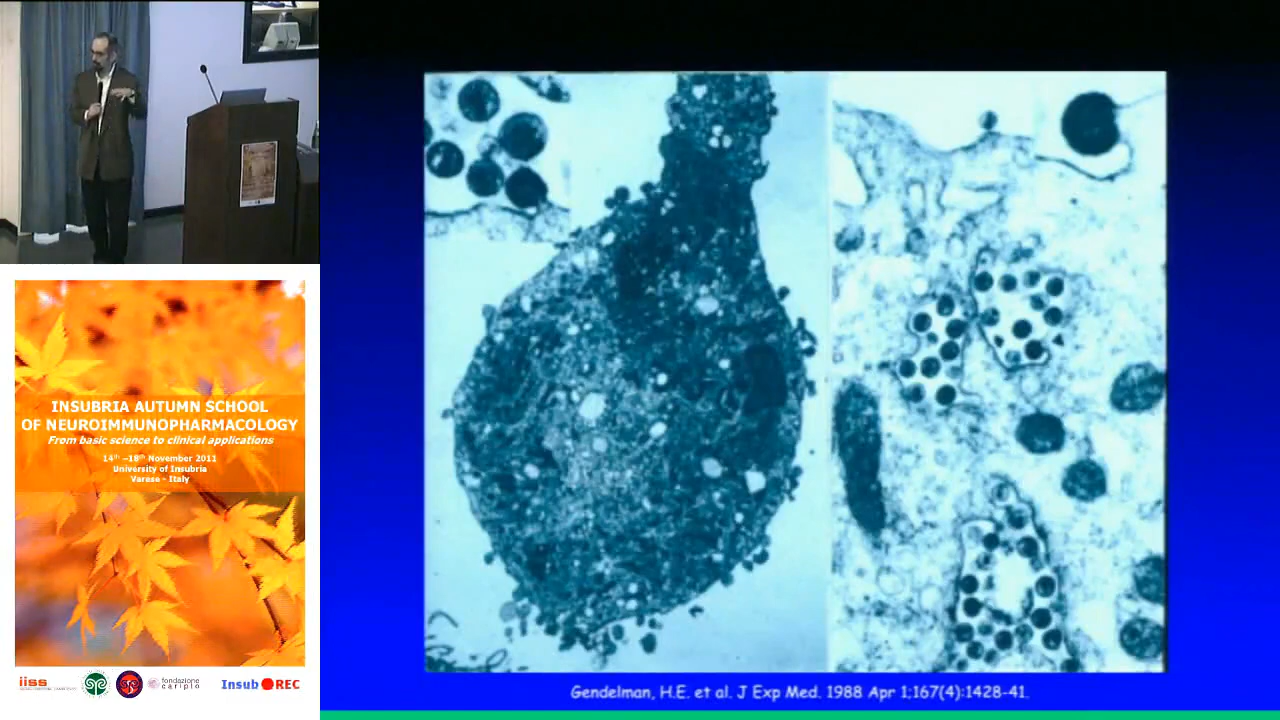 INSUBRIA AUTUMN SCHOOL
OF NEUROIMMUNOPHARMACOLOGY
From basic science to clinical applications
14th -18th November 2011
University of Insubria
Varese - Italy
iiss
fondazione
cariplo
Insub REC
Gendelman, H.E. et al. J Exp Med. 1988 Apr 1;167(4):1428-41.